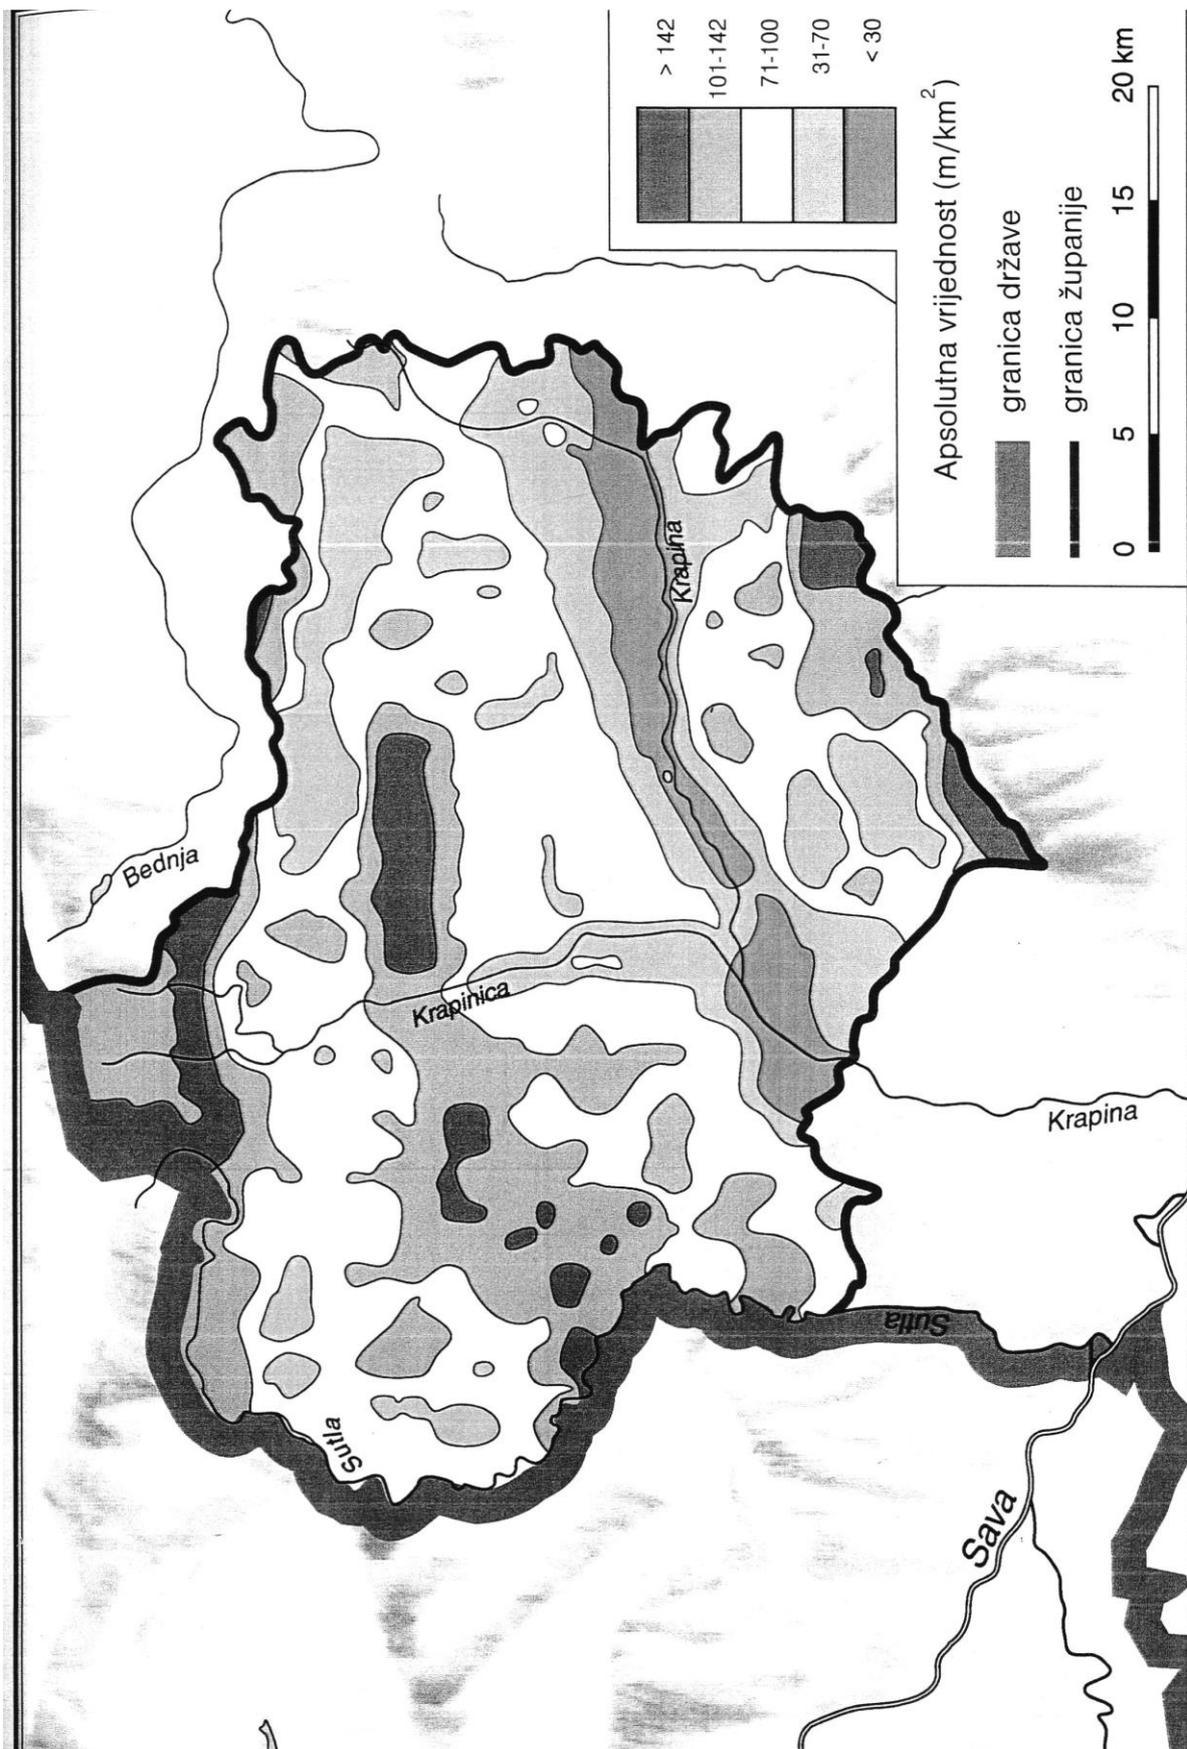 Bednja
Krapinica
Krapina
Sutla
Sutla
Krapina
Sava
> 142
101-142
71-100
31-70
< 30
Apsolutna vrijednost (m/km²)
granica države
granica županije
0 5 10 15 20 km